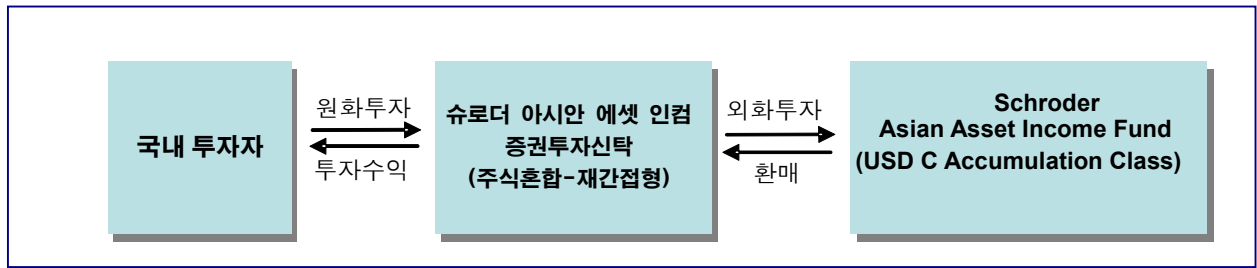 국내 투자자
원화투자
투자수익
슈로더 아시안 에셋 인컴
증권투자신탁
(주식혼합-재간접형)
외화투자
환매
Schroder
Asian Asset Income Fund
(USD C Accumulation Class)